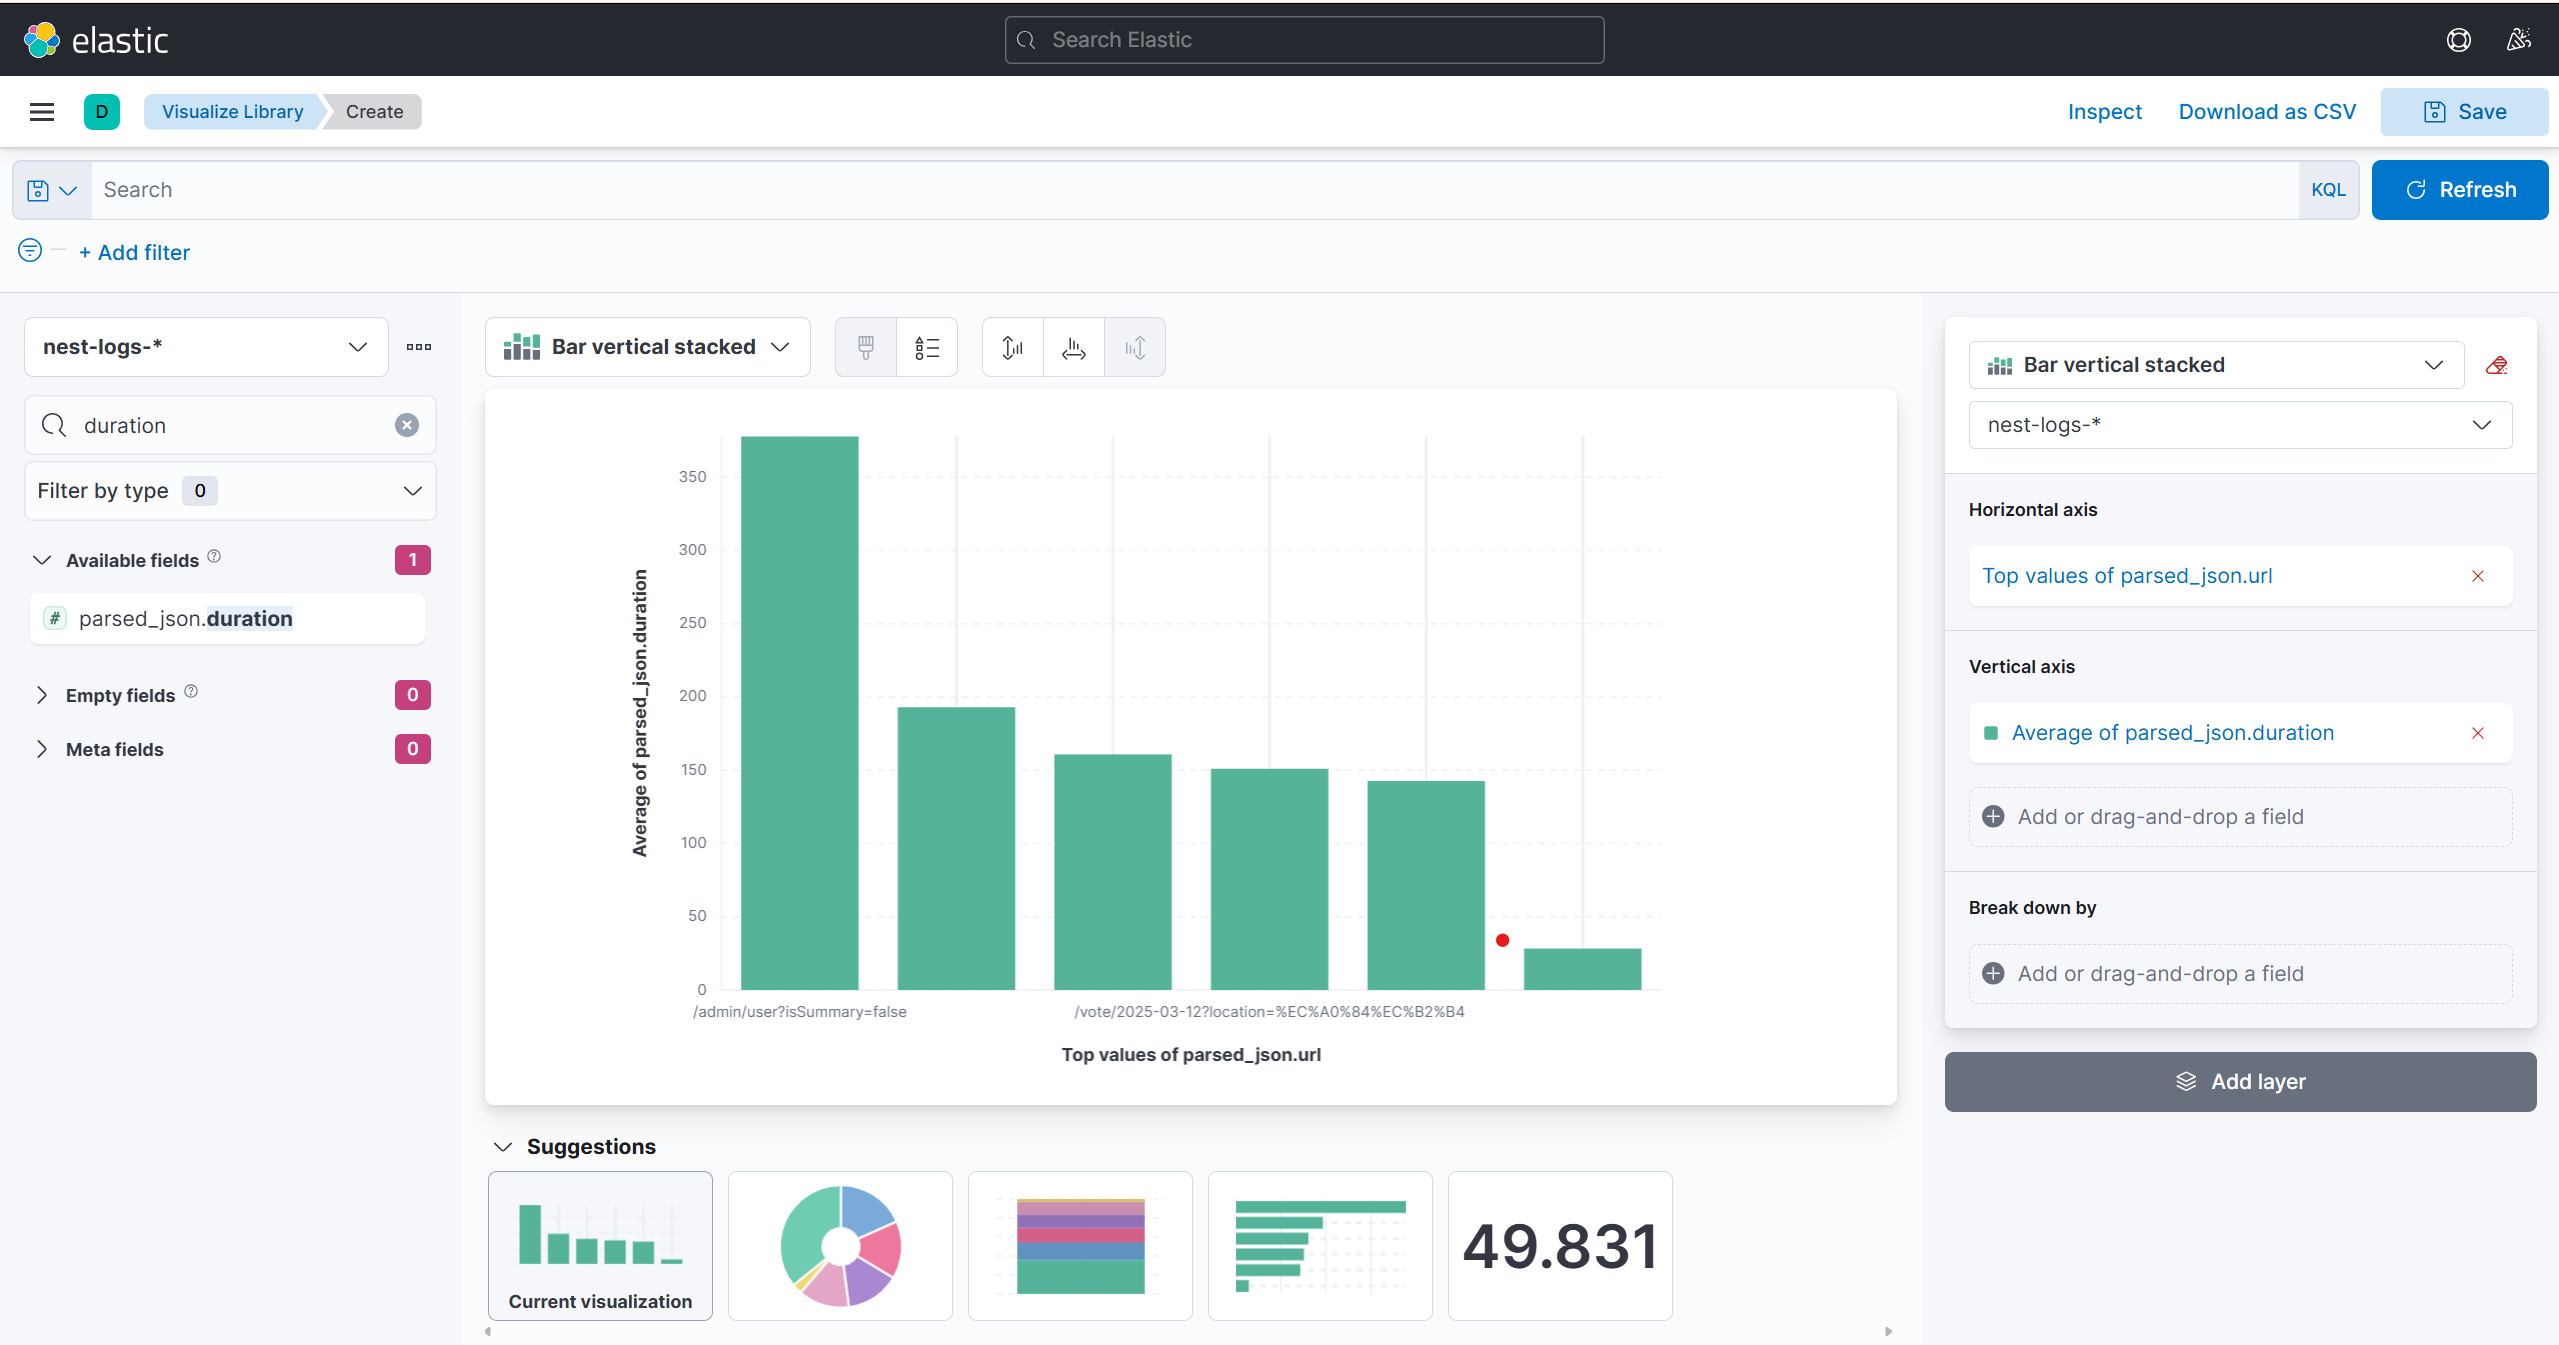 elastic
Search Elastic
D
Visualize Library
Create
Inspect
Download as CSV
Save
Search
KQL
Refresh
+ Add filter
nest-logs-*
duration
Filter by type 0
Available fields 1
# parsed_json.duration
Empty fields 0
Meta fields 0
Bar vertical stacked
350
300
250
200
150
100
50
0
Average of parsed_json.duration
/admin/user?isSummary=false
/vote/2025-03-12?location=%EC%A0%84%EC%B2%B4
Top values of parsed_json.url
Suggestions
Current visualization
49.831
Bar vertical stacked
nest-logs-*
Horizontal axis
Top values of parsed_json.url
Vertical axis
Average of parsed_json.duration
Add or drag-and-drop a field
Break down by
Add or drag-and-drop a field
Add layer